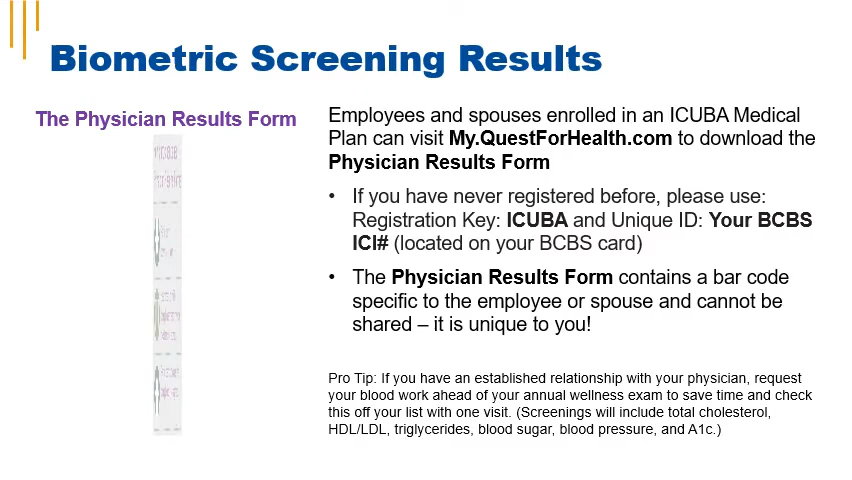 Biometric Screening Results
The Physician Results Form
Employees and spouses enrolled in an ICUBA Medical
Plan can visit My.QuestForHealth.com to download the
Physician Results Form
• If you have never registered before, please use:
Registration Key: ICUBA and Unique ID: Your BCBS
ICI# (located on your BCBS card)
• The Physician Results Form contains a bar code
specific to the employee or spouse and cannot be
shared – it is unique to you!
Pro Tip: If you have an established relationship with your physician, request
your blood work ahead of your annual wellness exam to save time and check
this off your list with one visit. (Screenings will include total cholesterol,
HDL/LDL, triglycerides, blood sugar, blood pressure, and A1c.)